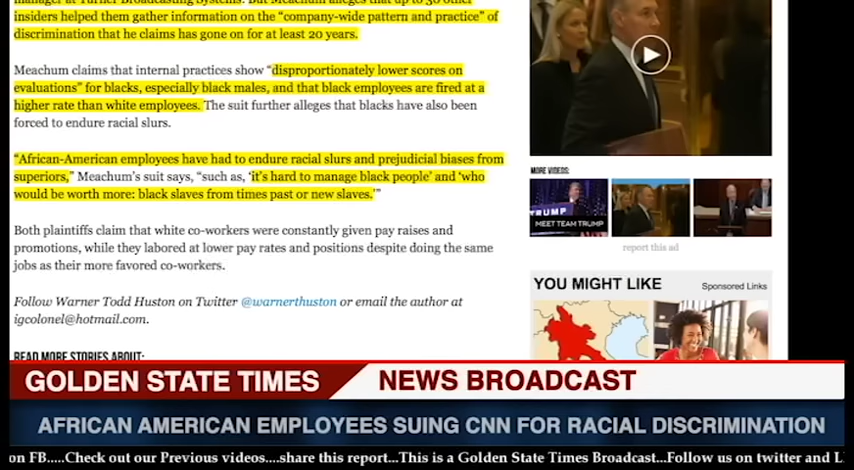 manager at Turner Broadcasting Systems. But Meachum alleges that up to 30 other
insiders helped them gather information on the “company-wide pattern and practice” of
discrimination that he claims has gone on for at least 20 years.
Meachum claims that internal practices show “disproportionately lower scores on
evaluations” for blacks, especially black males, and that black employees are fired at a
higher rate than white employees. The suit further alleges that blacks have also been
forced to endure racial slurs.
“African-American employees have had to endure racial slurs and prejudicial biases from
superiors,” Meachum’s suit says, “such as, ‘it’s hard to manage black people’ and ‘who
would be worth more: black slaves from times past or new slaves.’”
Both plaintiffs claim that white co-workers were constantly given pay raises and
promotions, while they labored at lower pay rates and positions despite doing the same
jobs as their more favored co-workers.
Follow Warner Todd Huston on Twitter @warnerthuston or email the author at
igcolonel@hotmail.com.
READ MORE STORIES ABOUT:
MORE VIDEOS:
TRUMP
MEET TEAM TRUMP
report this ad
YOU MIGHT LIKE
Sponsored Links
GOLDEN STATE TIMES
NEWS BROADCAST
AFRICAN AMERICAN EMPLOYEES SUING CNN FOR RACIAL DISCRIMINATION
on FB.....Check out our Previous videos....share this report...This is a Golden State Times Broadcast...Follow us on twitter and L